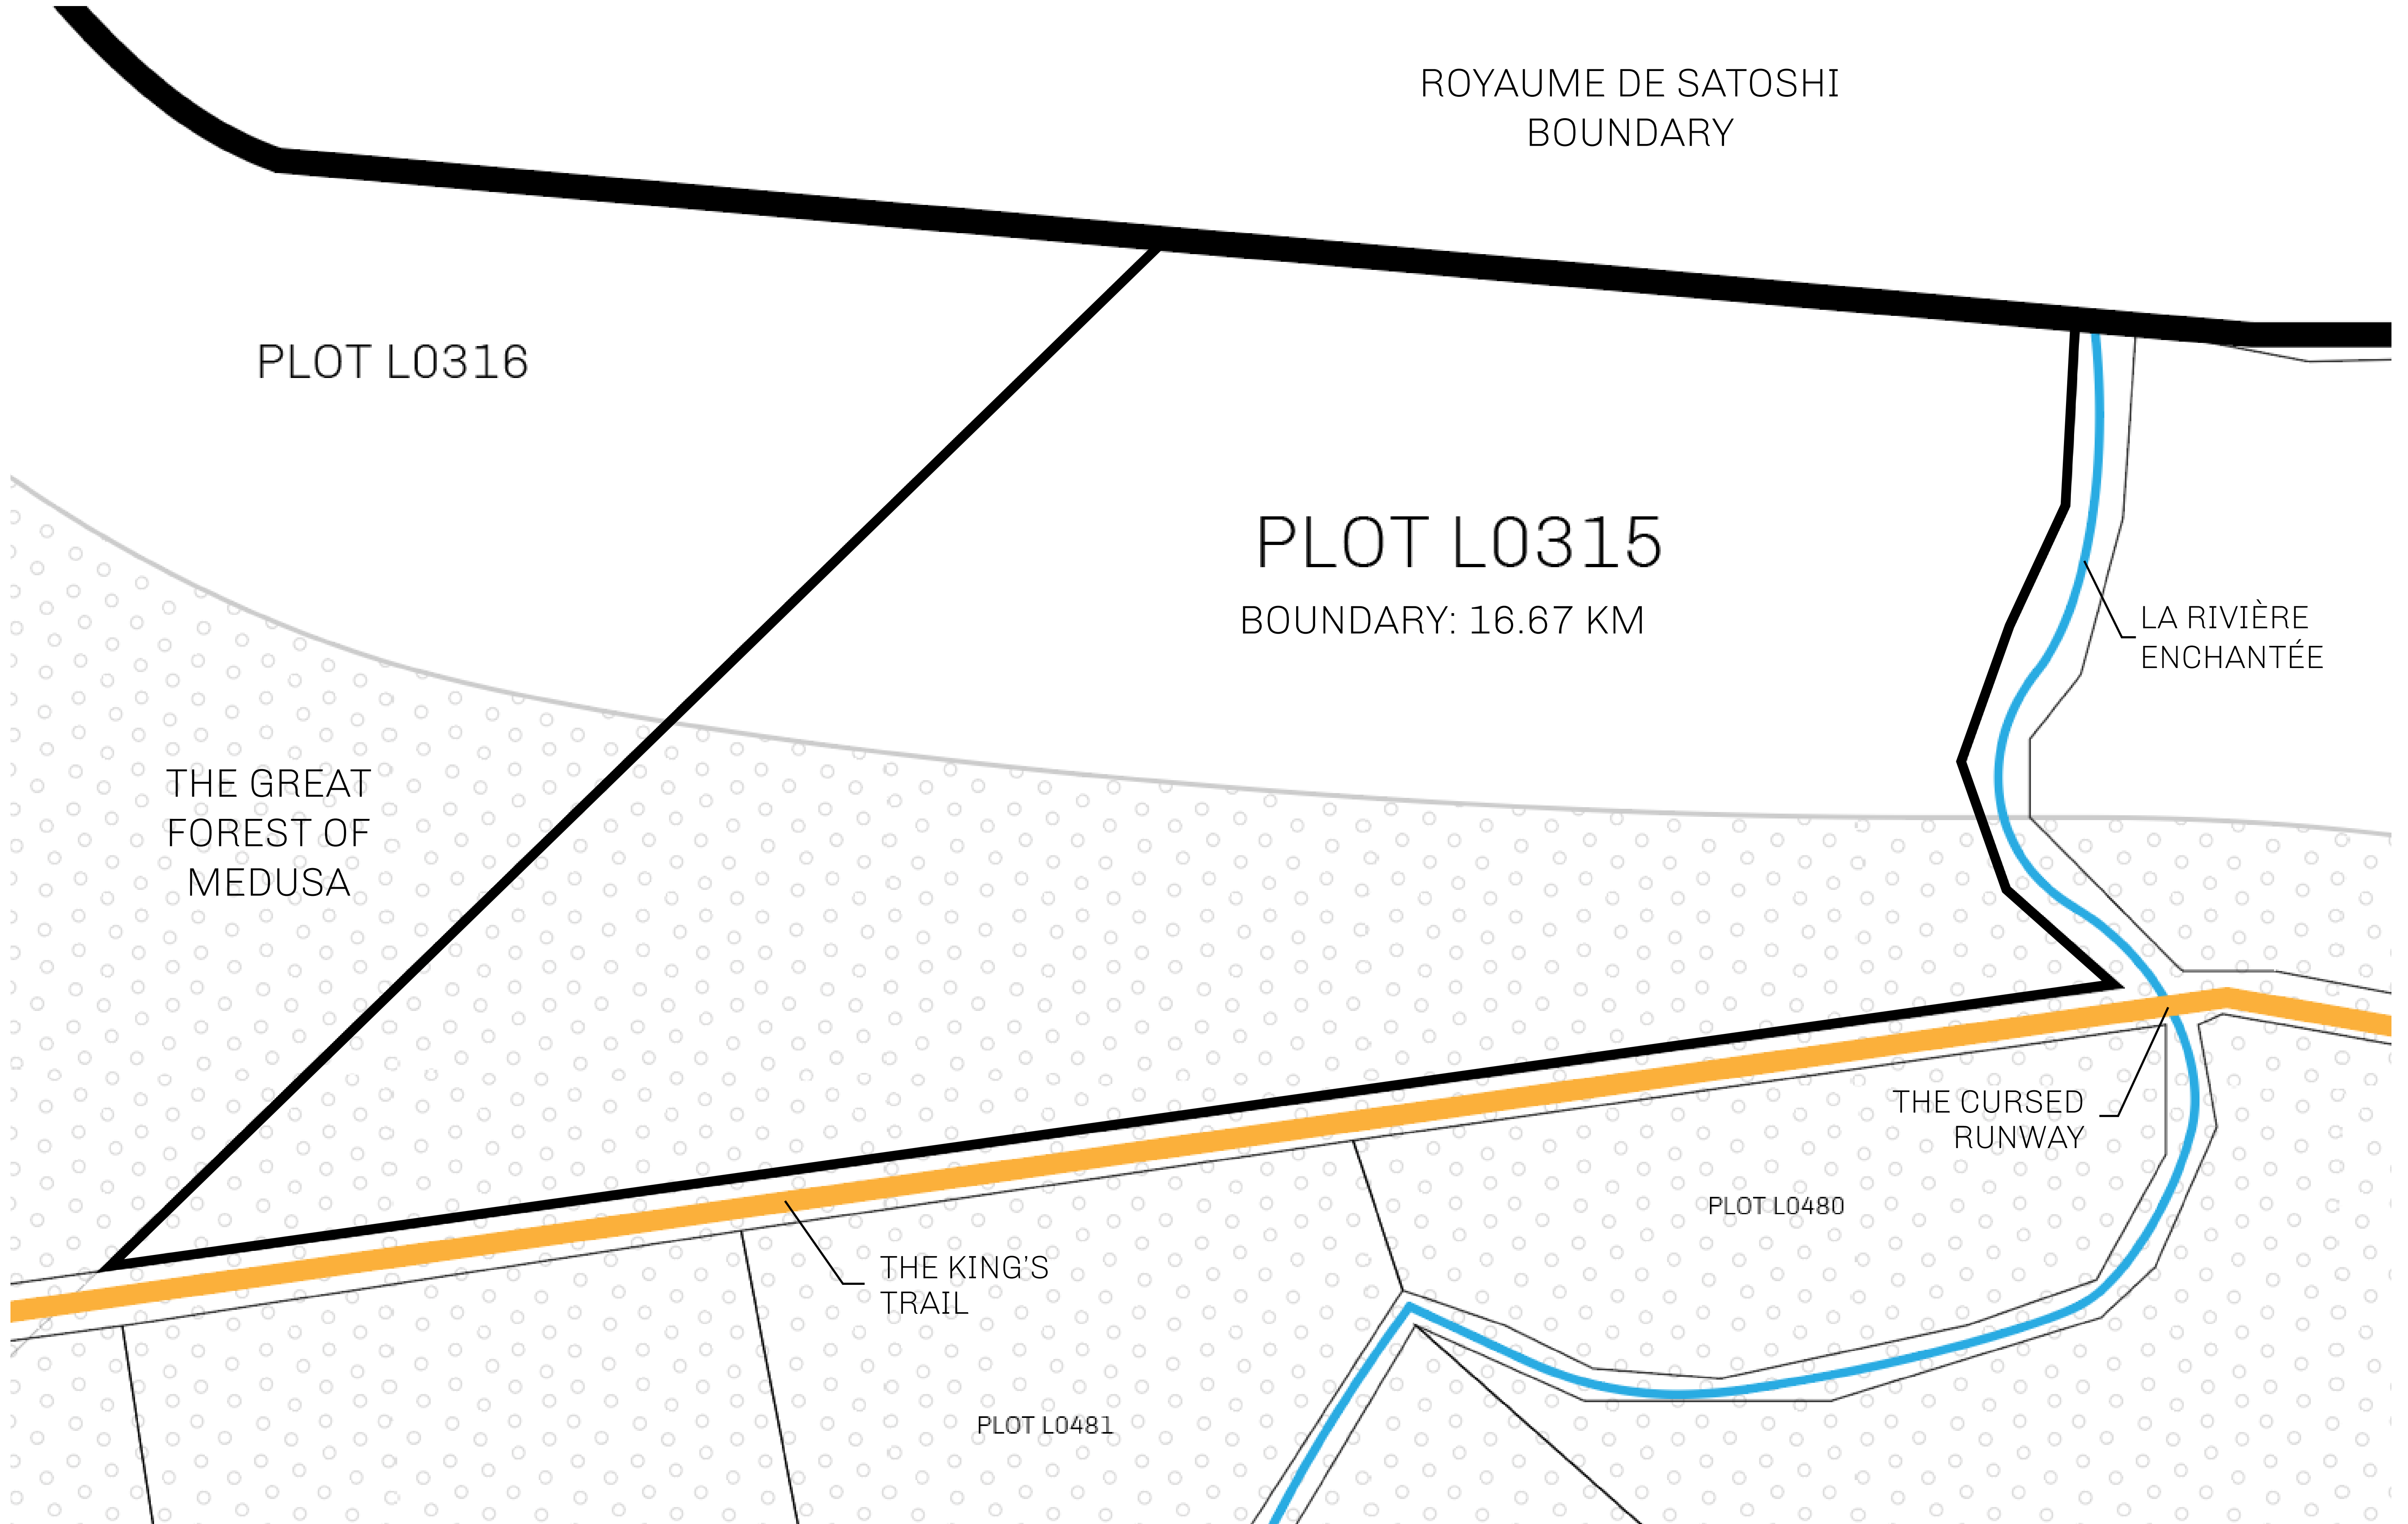 ROYAUME DE SATOSHI
BOUNDARY
PLOT L0316
PLOT L0315
BOUNDARY: 16.67 KM
LA RIVIÈRE
ENCHANTÉE
THE GREAT
FOREST OF
MEDUSA
THE CURSED
RUNWAY
PLOT L0480
THE KING'S
TRAIL
PLOT L0481